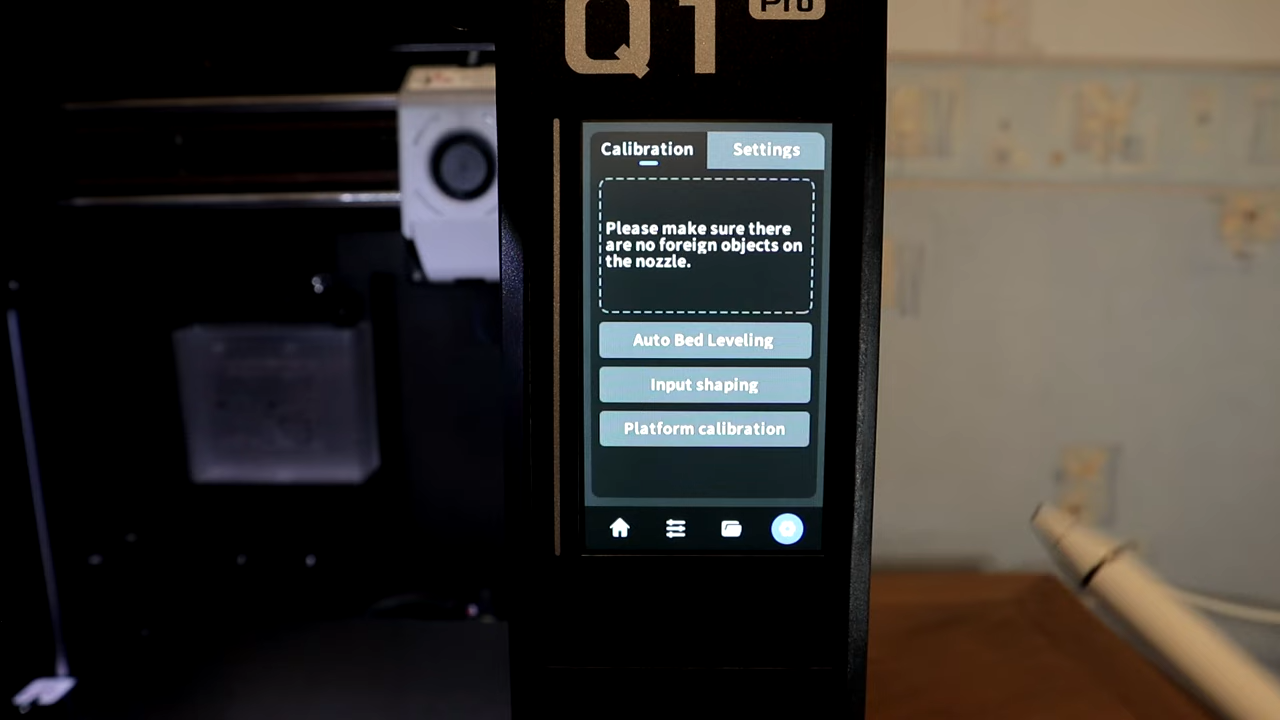 Q1 Pro
Calibration
Settings
Please make sure there
are no foreign objects on
the nozzle.
Auto Bed Leveling
Input shaping
Platform calibration